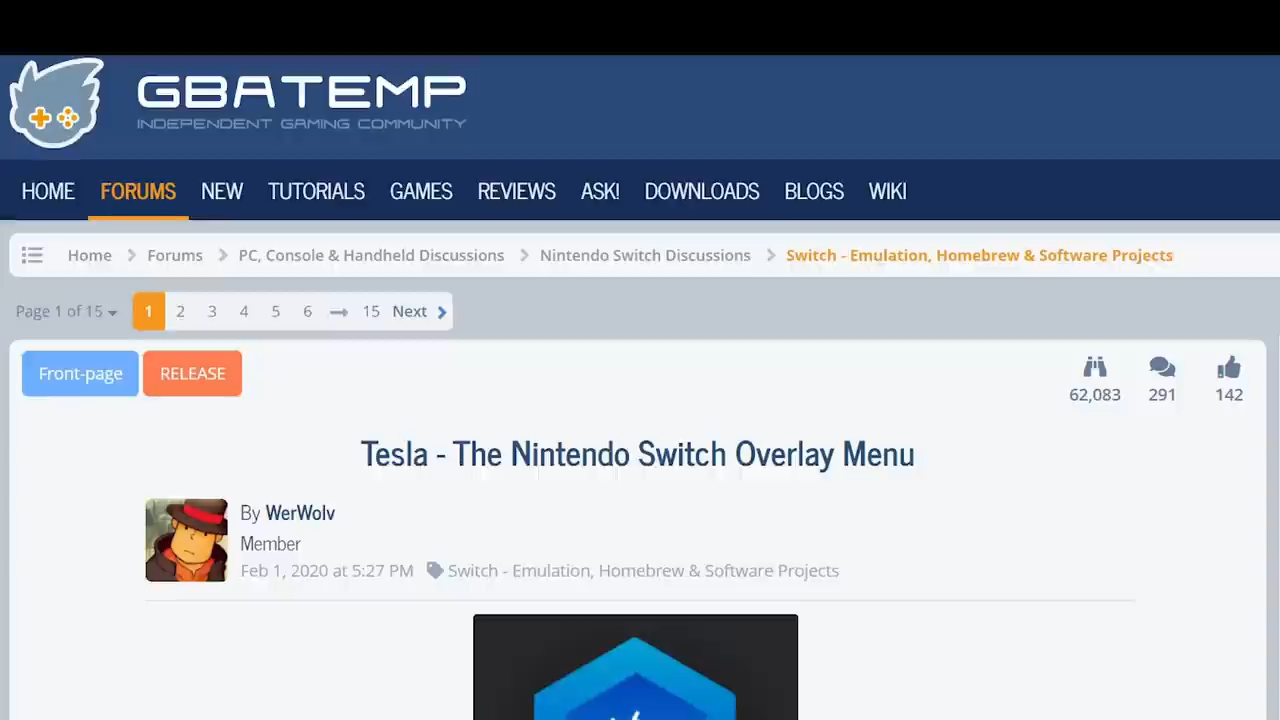 GBATEMP
INDEPENDENT GAMING COMMUNITY
HOME FORUMS NEW TUTORIALS GAMES REVIEWS ASK! DOWNLOADS BLOGS WIKI
Home Forums PC, Console & Handheld Discussions Nintendo Switch Discussions Switch - Emulation, Homebrew & Software Projects
Page 1 of 15 1 2 3 4 5 6 15 Next
Front-page RELEASE
62,083 291 142
Tesla - The Nintendo Switch Overlay Menu
By WerWolv
Member
Feb 1, 2020 at 5:27 PM Switch - Emulation, Homebrew & Software Projects